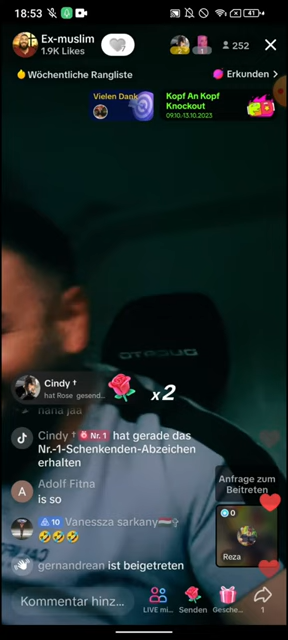 18:53
41
Ex-muslim
1.9K Likes
252
Wöchentliche Rangliste
Erkunden >
Vielen Dank
Kopf An Kopf
Knockout
09.10-13.10.2023
Cindy †
hat Rose gesend...
x2
haha jaa
Cindy † Nr. 1 hat gerade das
Nr.-1-Schenkenden-Abzeichen
erhalten
Adolf Fitna
is so
10 Vanessza sarkany
gernandrean ist beigetreten
Anfrage zum
Beitreten
0
Reza
Kommentar hinz...
LIVE mi...
Senden
Gesche...
1